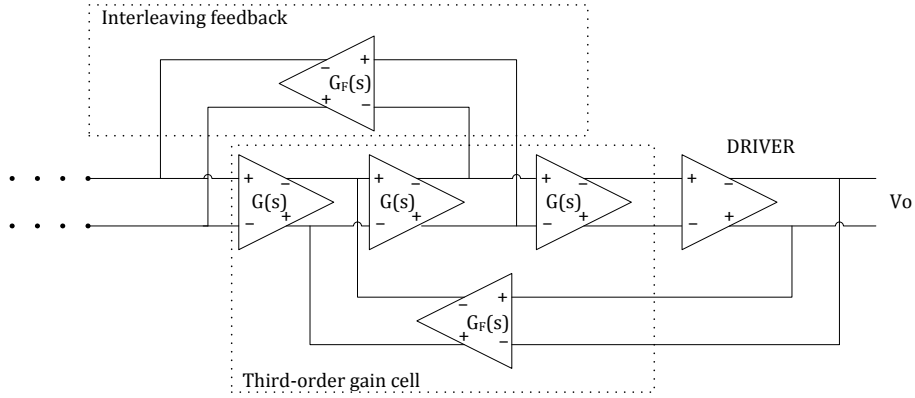 Interleaving feedback
− +
G_F(s)
+ −
DRIVER
+ − + − + − + −
G(s) G(s) G(s)
− + − + − + − +
Vo
− +
G_F(s)
+ −
Third-order gain cell